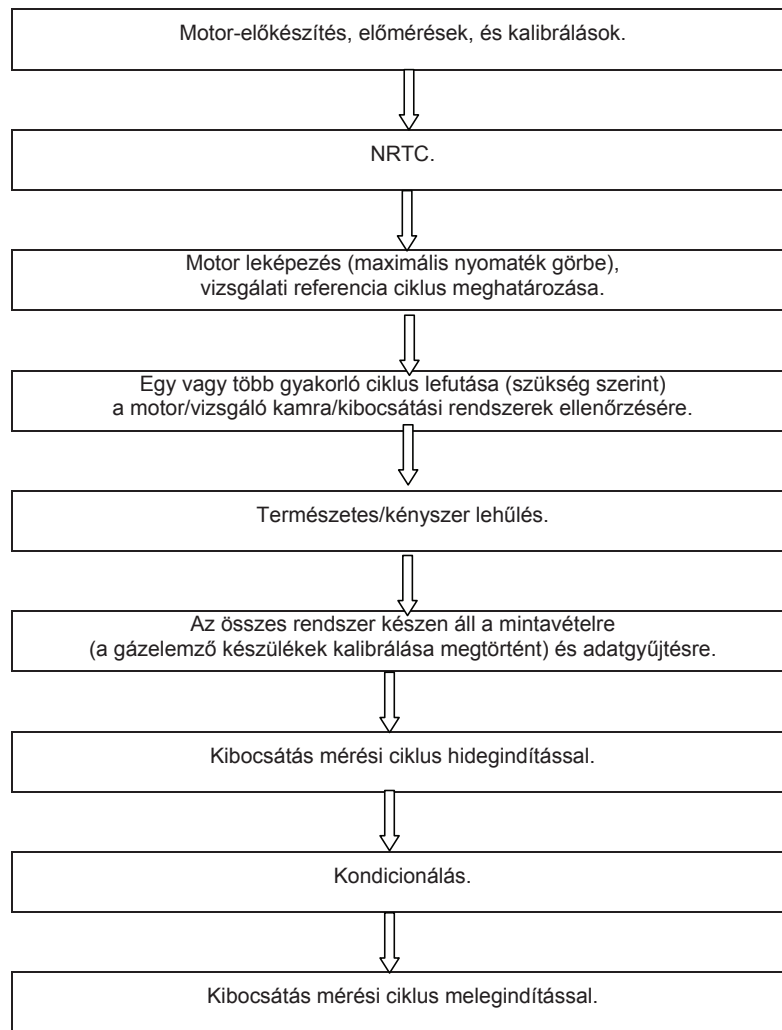 Motor-előkészítés, előmérések, és kalibrálások.
NRTC.
Motor leképezés (maximális nyomaték görbe),
vizsgálati referencia ciklus meghatározása.
Egy vagy több gyakorló ciklus lefutása (szükség szerint)
a motor/vizsgáló kamra/kibocsátási rendszerek ellenőrzésére.
Természetes/kényszer lehűlés.
Az összes rendszer készen áll a mintavételre
(a gázelemző készülékek kalibrálása megtörtént) és adatgyűjtésre.
Kibocsátás mérési ciklus hidegindítással.
Kondicionálás.
Kibocsátás mérési ciklus melegindítással.